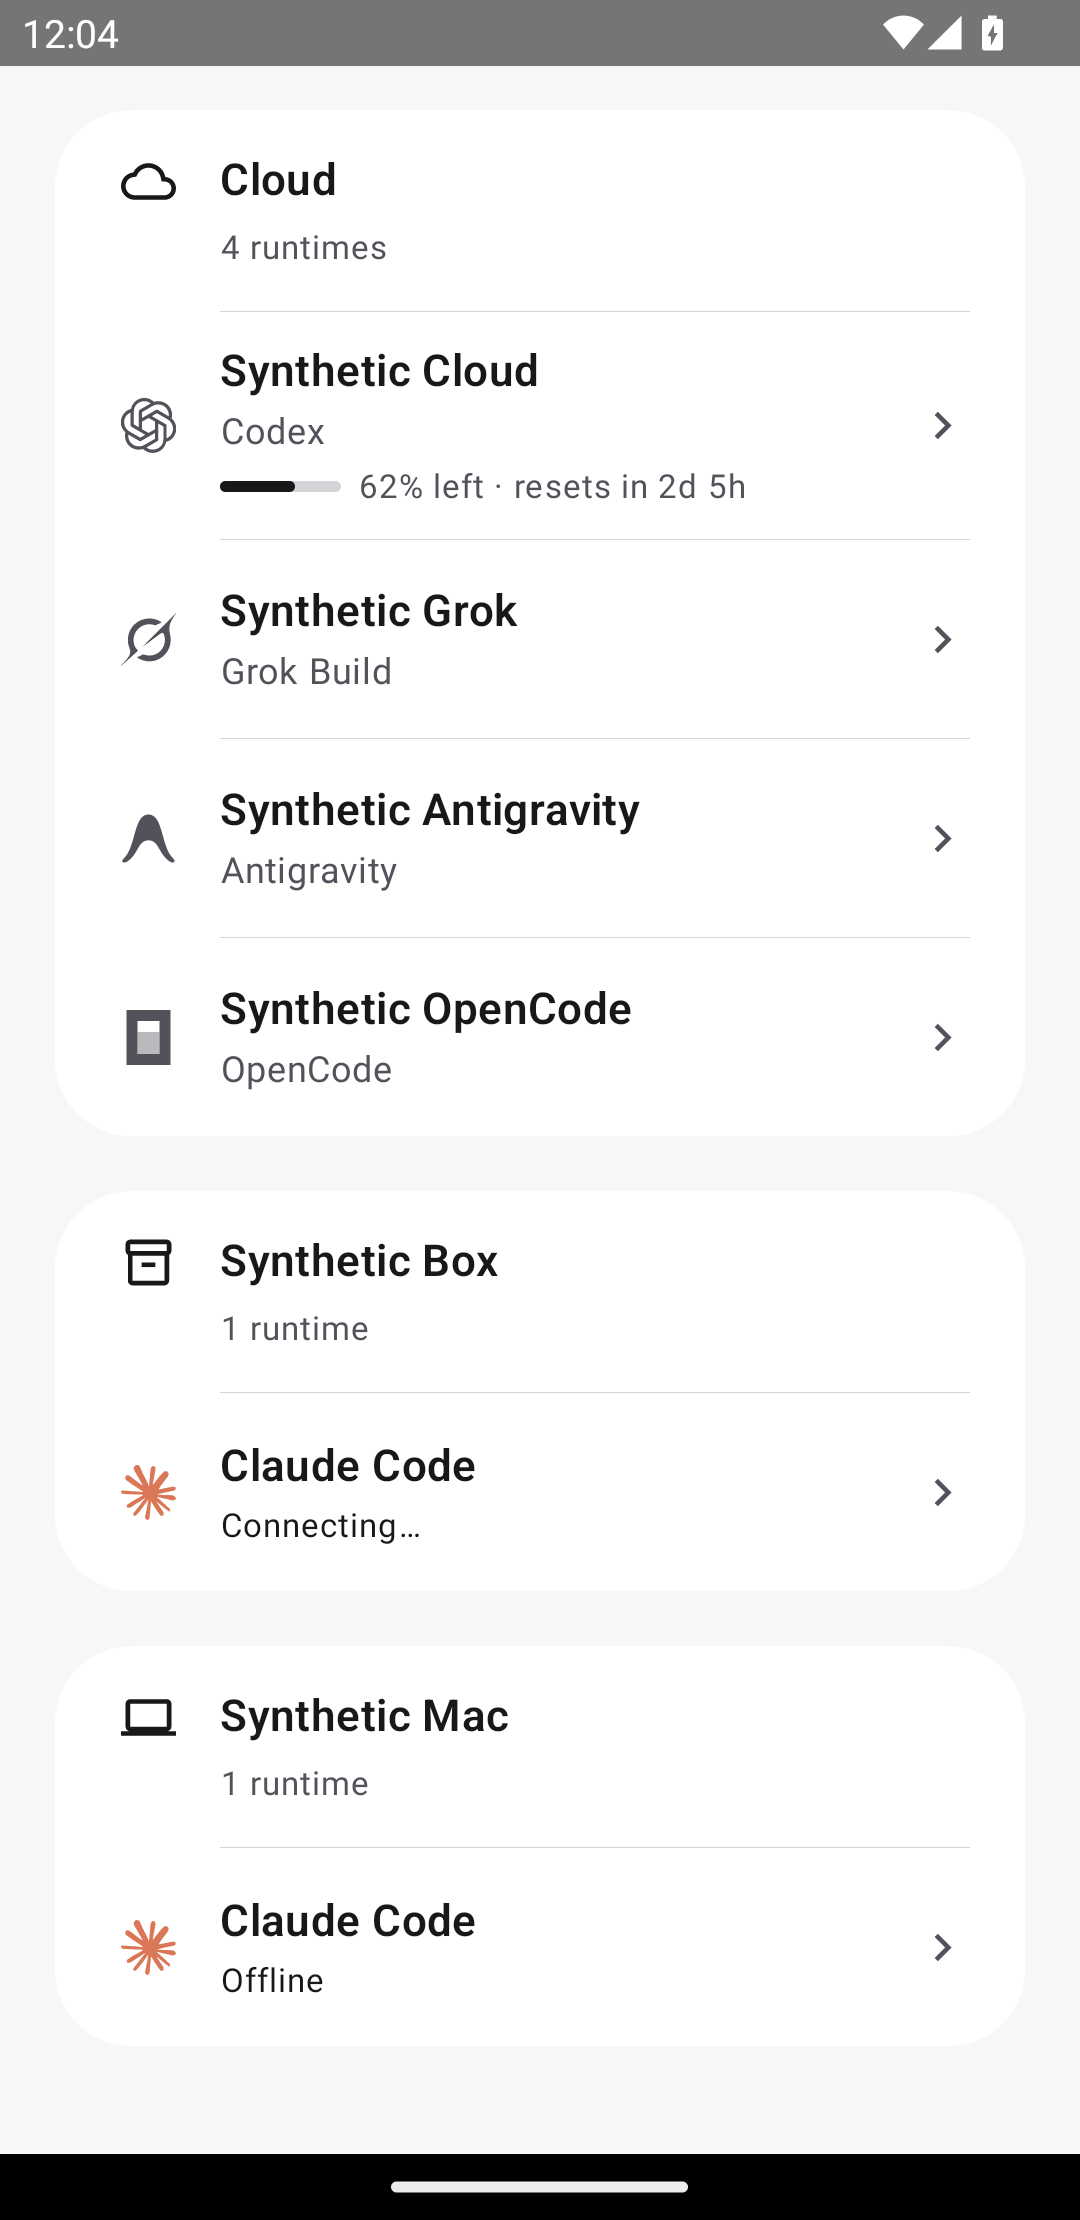 12:04
Cloud
4 runtimes
Synthetic Cloud
Codex
62% left · resets in 2d 5h
Synthetic Grok
Grok Build
Synthetic Antigravity
Antigravity
Synthetic OpenCode
OpenCode
Synthetic Box
1 runtime
Claude Code
Connecting…
Synthetic Mac
1 runtime
Claude Code
Offline